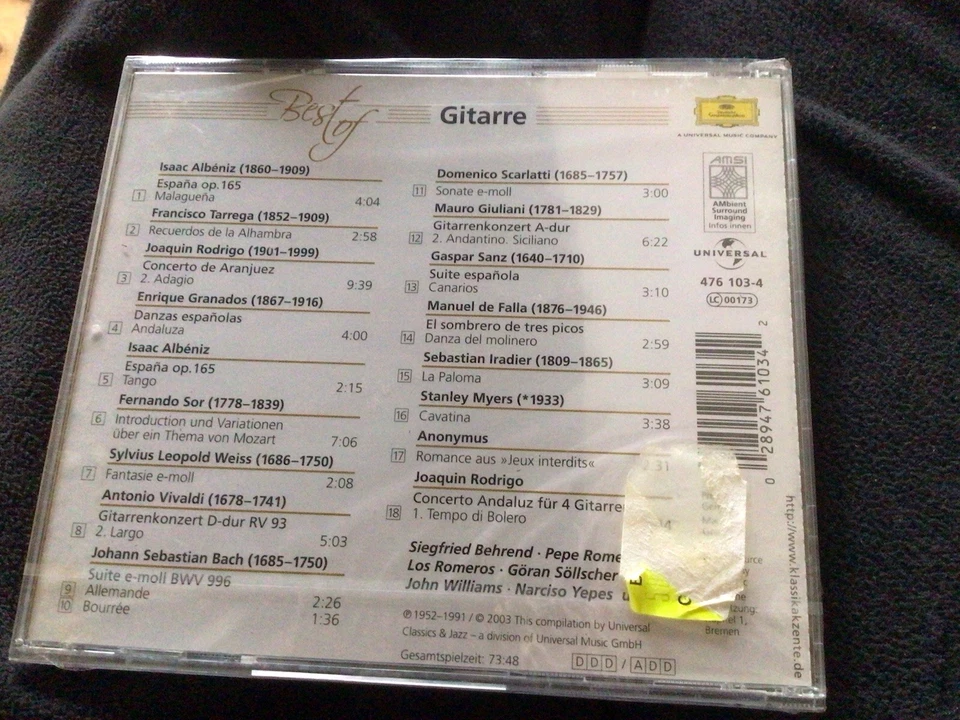 Best of
Gitarre
Isaac Albéniz (1860–1909)
España op.165
1 Malagueña 4:04
Francisco Tarrega (1852–1909)
2 Recuerdos de la Alhambra 2:58
Joaquin Rodrigo (1901–1999)
Concerto de Aranjuez
3 2. Adagio 9:39
Enrique Granados (1867–1916)
Danzas españolas
4 Andaluza 4:00
Isaac Albéniz
España op.165
5 Tango 2:15
Fernando Sor (1778–1839)
6 Introduction und Variationen
über ein Thema von Mozart 7:06
Sylvius Leopold Weiss (1686–1750)
7 Fantasie e-moll 2:08
Antonio Vivaldi (1678–1741)
Gitarrenkonzert D-dur RV 93
8 2. Largo 5:03
Johann Sebastian Bach (1685–1750)
Suite e-moll BWV 996
9 Allemande 2:26
10 Bourrée 1:36
Domenico Scarlatti (1685–1757)
11 Sonate e-moll 3:00
Mauro Giuliani (1781–1829)
Gitarrenkonzert A-dur
12 2. Andantino. Siciliano 6:22
Gaspar Sanz (1640–1710)
Suite española
13 Canarios 3:10
Manuel de Falla (1876–1946)
El sombrero de tres picos
14 Danza del molinero 2:59
Sebastian Iradier (1809–1865)
15 La Paloma 3:09
Stanley Myers (*1933)
16 Cavatina 3:38
Anonymus
17 Romance aus »Jeux interdits« 2:31
Joaquin Rodrigo
Concerto Andaluz für 4 Gitarre
18 1. Tempo di Bolero
Siegfried Behrend · Pepe Rome
Los Romeros · Göran Söllscher
John Williams · Narciso Yepes
℗ 1952–1991 / © 2003 This compilation by Universal
Classics & Jazz – a division of Universal Music GmbH
Gesamtspielzeit: 73:48
DDD / ADD
Deutsche Grammophon
A UNIVERSAL MUSIC COMPANY
AMSI
AMbient
Surround
Imaging
Infos innen
UNIVERSAL
476 103-4
LC 00173
0 28947 61034 2
Bremen
http://www.klassikakzente.de